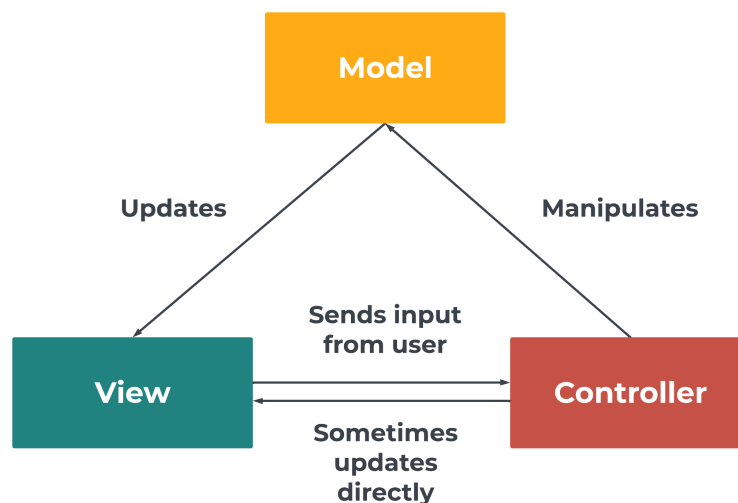 Model
Updates
Manipulates
Sends input
from user
View
Controller
Sometimes
updates
directly